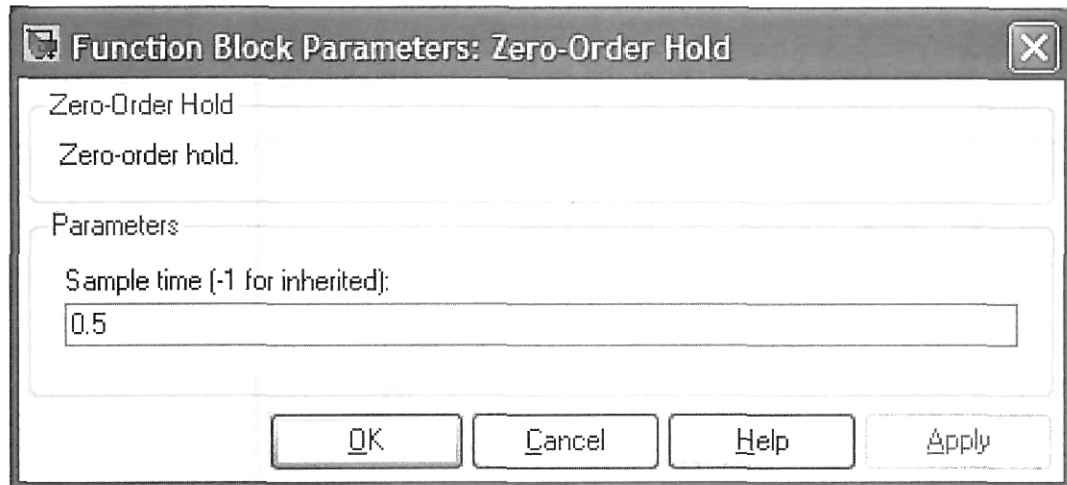 Function Block Parameters: Zero-Order Hold
Zero-Order Hold
Zero-order hold.
Parameters
Sample time (-1 for inherited):
0.5
OK Cancel Help Apply